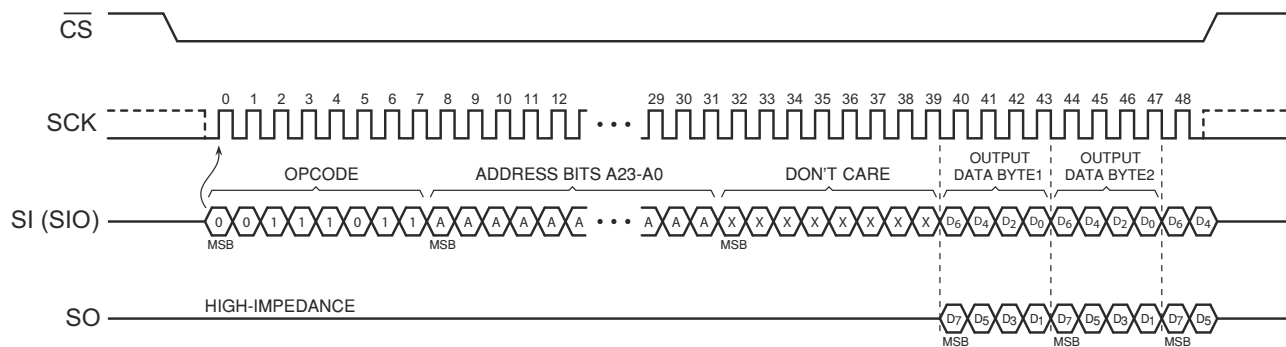 CS
SCK
0 1 2 3 4 5 6 7 8 9 10 11 12 29 30 31 32 33 34 35 36 37 38 39 40 41 42 43 44 45 46 47 48
OPCODE
ADDRESS BITS A23-A0
DON'T CARE
OUTPUT
DATA BYTE1
OUTPUT
DATA BYTE2
SI (SIO)
0 0 1 1 1 0 1 1 A A A A A A A A A X X X X X X X X D6 D4 D2 D0 D6 D4 D2 D0 D6 D4
MSB MSB MSB
SO
HIGH-IMPEDANCE
D7 D5 D3 D1 D7 D5 D3 D1 D7 D5
MSB MSB MSB